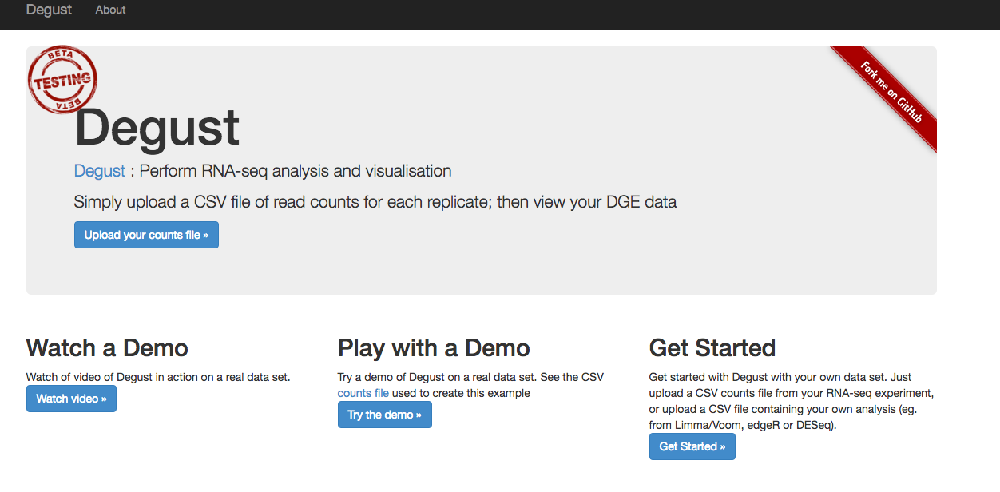 Degust About
BETA
TESTING
BETA
Fork me on GitHub
Degust
Degust : Perform RNA-seq analysis and visualisation
Simply upload a CSV file of read counts for each replicate; then view your DGE data
Upload your counts file »
Watch a Demo
Watch of video of Degust in action on a real data set.
Watch video »
Play with a Demo
Try a demo of Degust on a real data set. See the CSV
counts file used to create this example
Try the demo »
Get Started
Get started with Degust with your own data set. Just
upload a CSV counts file from your RNA-seq experiment,
or upload a CSV file containing your own analysis (eg.
from Limma/Voom, edgeR or DESeq).
Get Started »